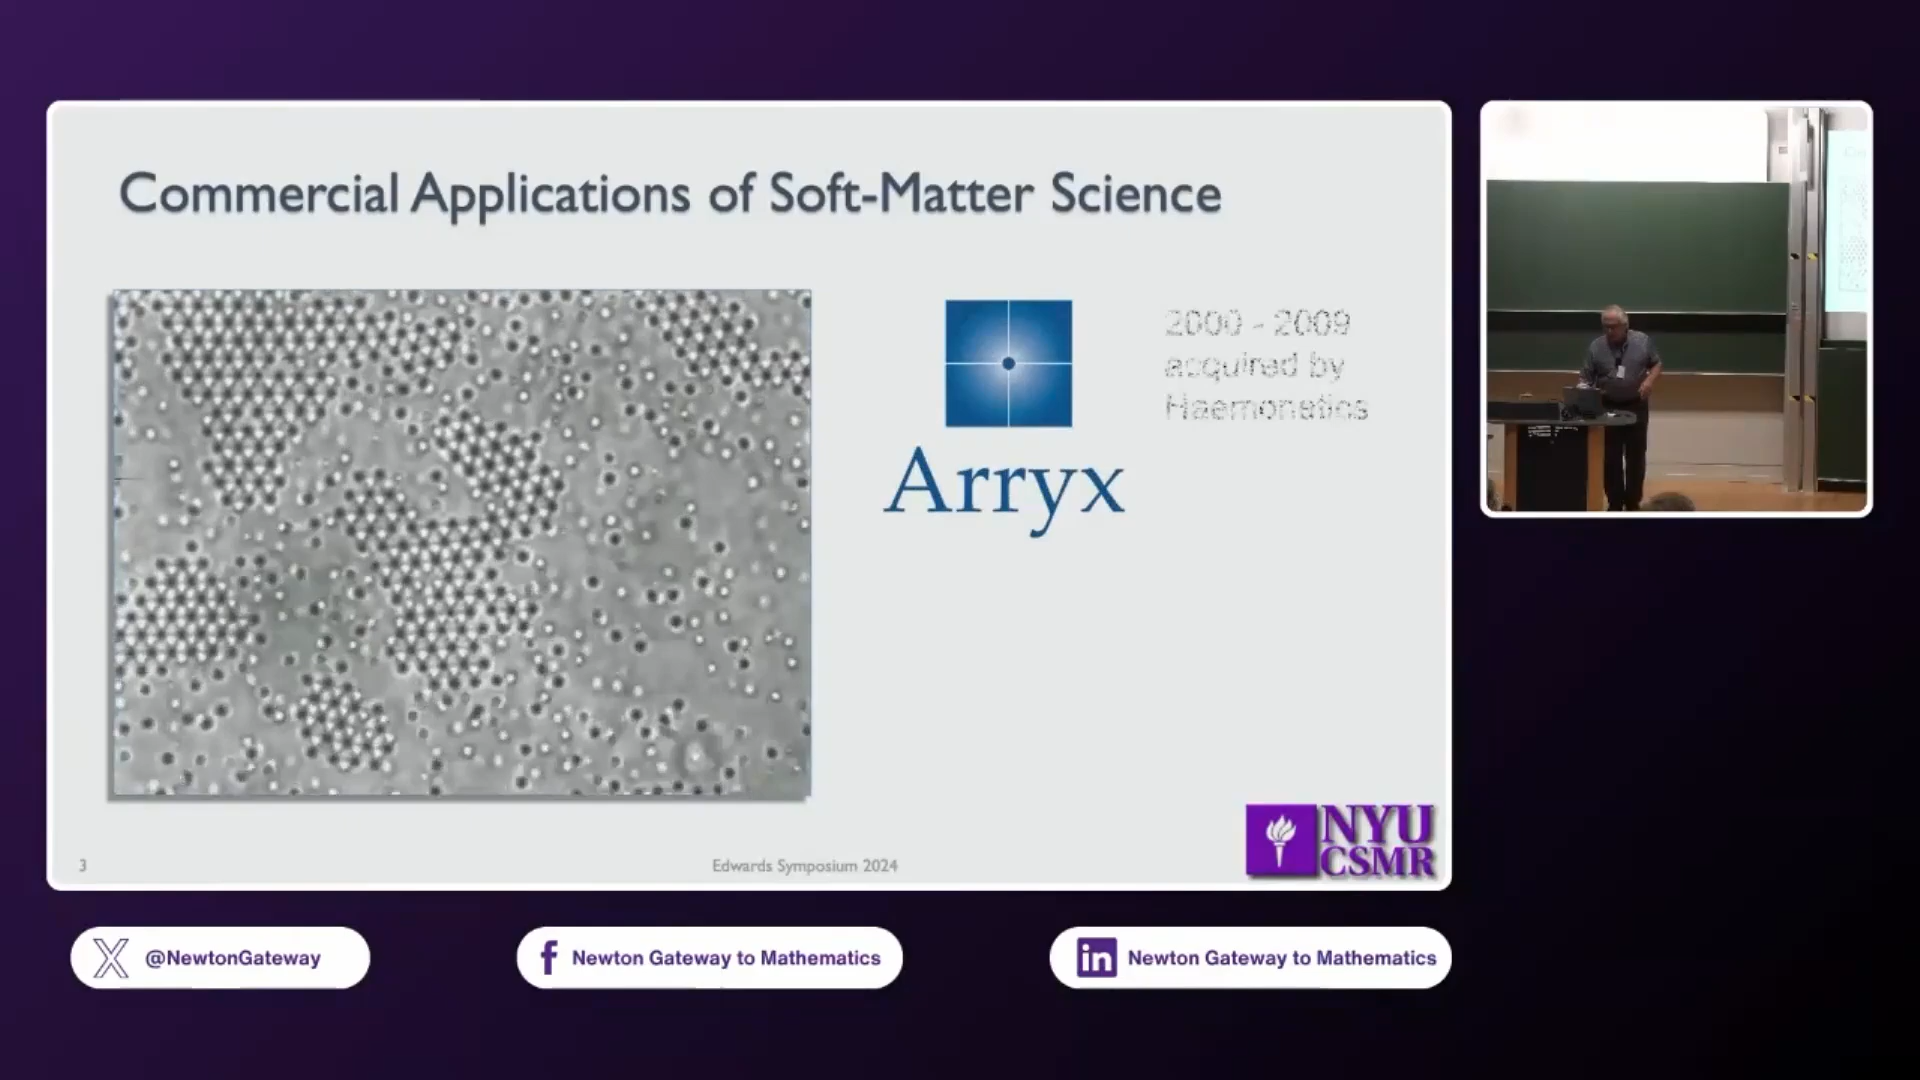 Commercial Applications of Soft-Matter Science
2000 - 2009
acquired by
Haemonetics
Arryx
NYU
CSMR
3
Edwards Symposium 2024
@NewtonGateway
Newton Gateway to Mathematics
in
Newton Gateway to Mathematics